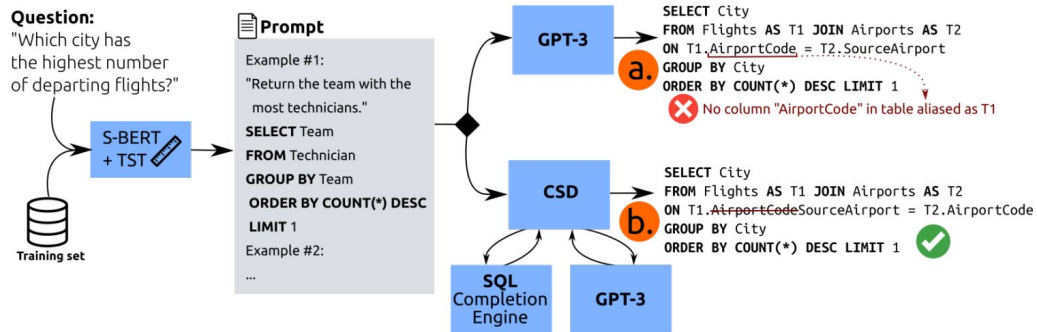 Question:
"Which city has
the highest number
of departing flights?"
S-BERT
+ TST
Training set
Prompt
Example #1:
"Return the team with the
most technicians."
SELECT Team
FROM Technician
GROUP BY Team
ORDER BY COUNT(*) DESC
LIMIT 1
Example #2:
...
GPT-3
a.
SELECT City
FROM Flights AS T1 JOIN Airports AS T2
ON T1.AirportCode = T2.SourceAirport
GROUP BY City
ORDER BY COUNT(*) DESC LIMIT 1
No column "AirportCode" in table aliased as T1
CSD
b.
SQL
Completion
Engine
GPT-3
SELECT City
FROM Flights AS T1 JOIN Airports AS T2
ON T1.AirportCodeSourceAirport = T2.AirportCode
GROUP BY City
ORDER BY COUNT(*) DESC LIMIT 1